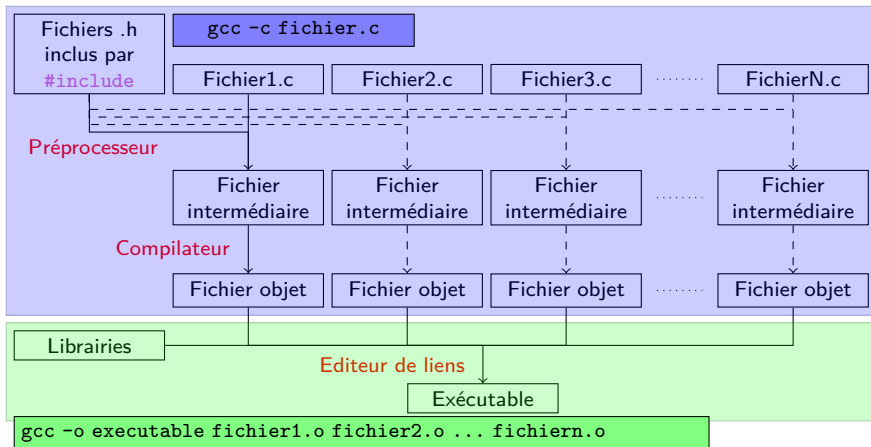 Fichiers .h
inclus par
#include
gcc -c fichier.c
Fichier1.c
Fichier2.c
Fichier3.c
FichierN.c
Préprocesseur
Fichier
intermédiaire
Fichier
intermédiaire
Fichier
intermédiaire
Fichier
intermédiaire
Compilateur
Fichier objet
Fichier objet
Fichier objet
Fichier objet
Librairies
Editeur de liens
Exécutable
gcc -o executable fichier1.o fichier2.o ... fichiern.o